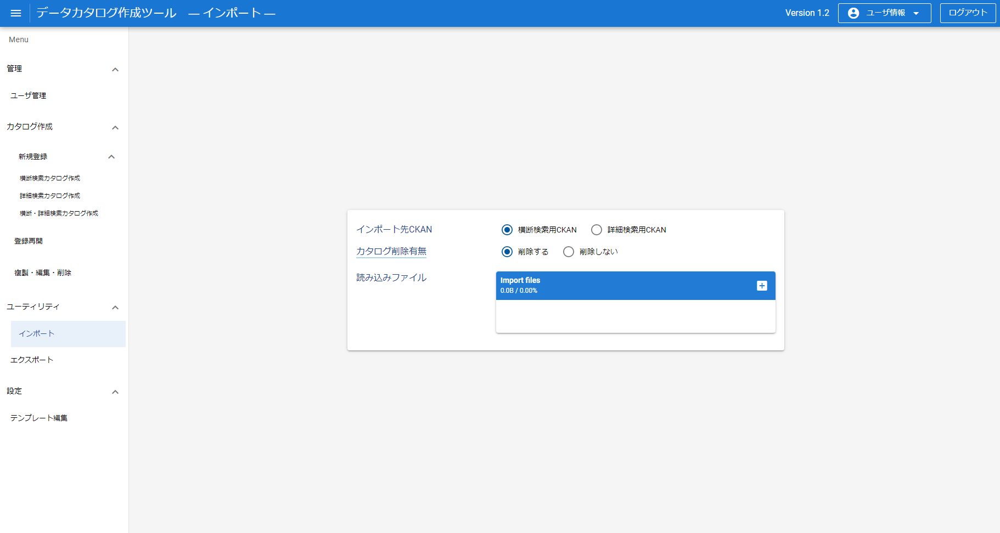 データカタログ作成ツール ― インポート ―
Version 1.2
ユーザ情報
ログアウト
Menu
管理
ユーザ管理
カタログ作成
新規登録
横断検索カタログ作成
詳細検索カタログ作成
横断・詳細検索カタログ作成
登録再開
複製・編集・削除
ユーティリティ
インポート
エクスポート
設定
テンプレート編集
インポート先CKAN
横断検索用CKAN
詳細検索用CKAN
カタログ削除有無
削除する
削除しない
読み込みファイル
Import files
0.0B / 0.00%